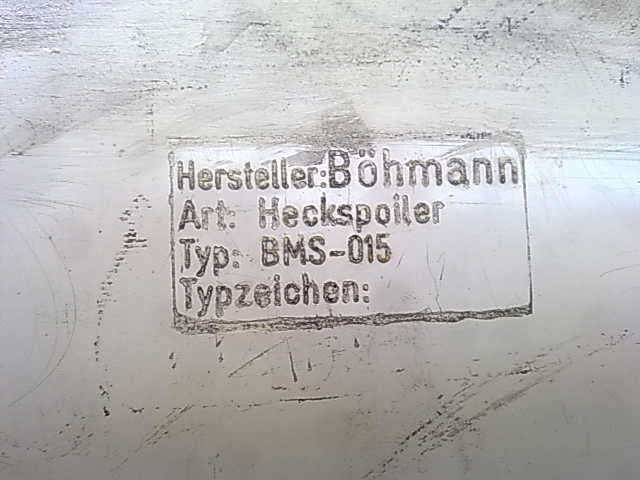 Hersteller: Böhmann
Art: Heckspoiler
Typ: BMS-015
Typzeichen: